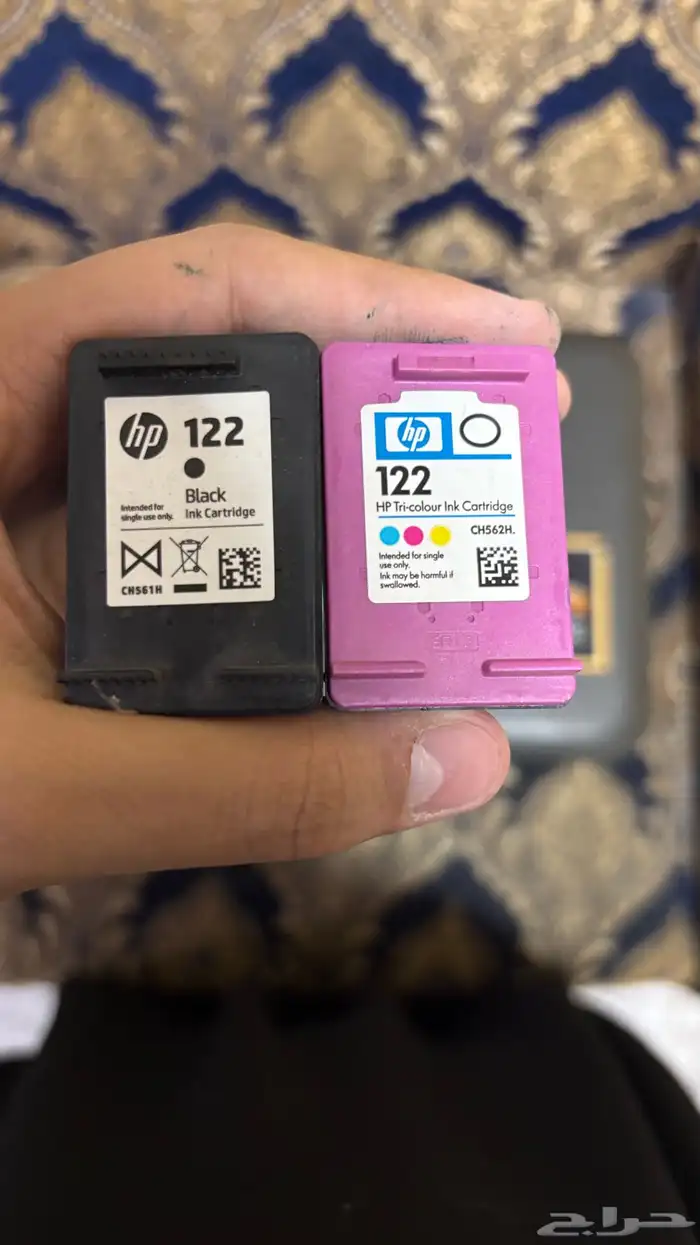 hp 122
Black
Ink Cartridge
Intended for
single use only.
CH561H
hp
122
HP Tri-colour Ink Cartridge
CH562H.
Intended for single
use only.
Ink may be harmful if
swallowed.
حراج